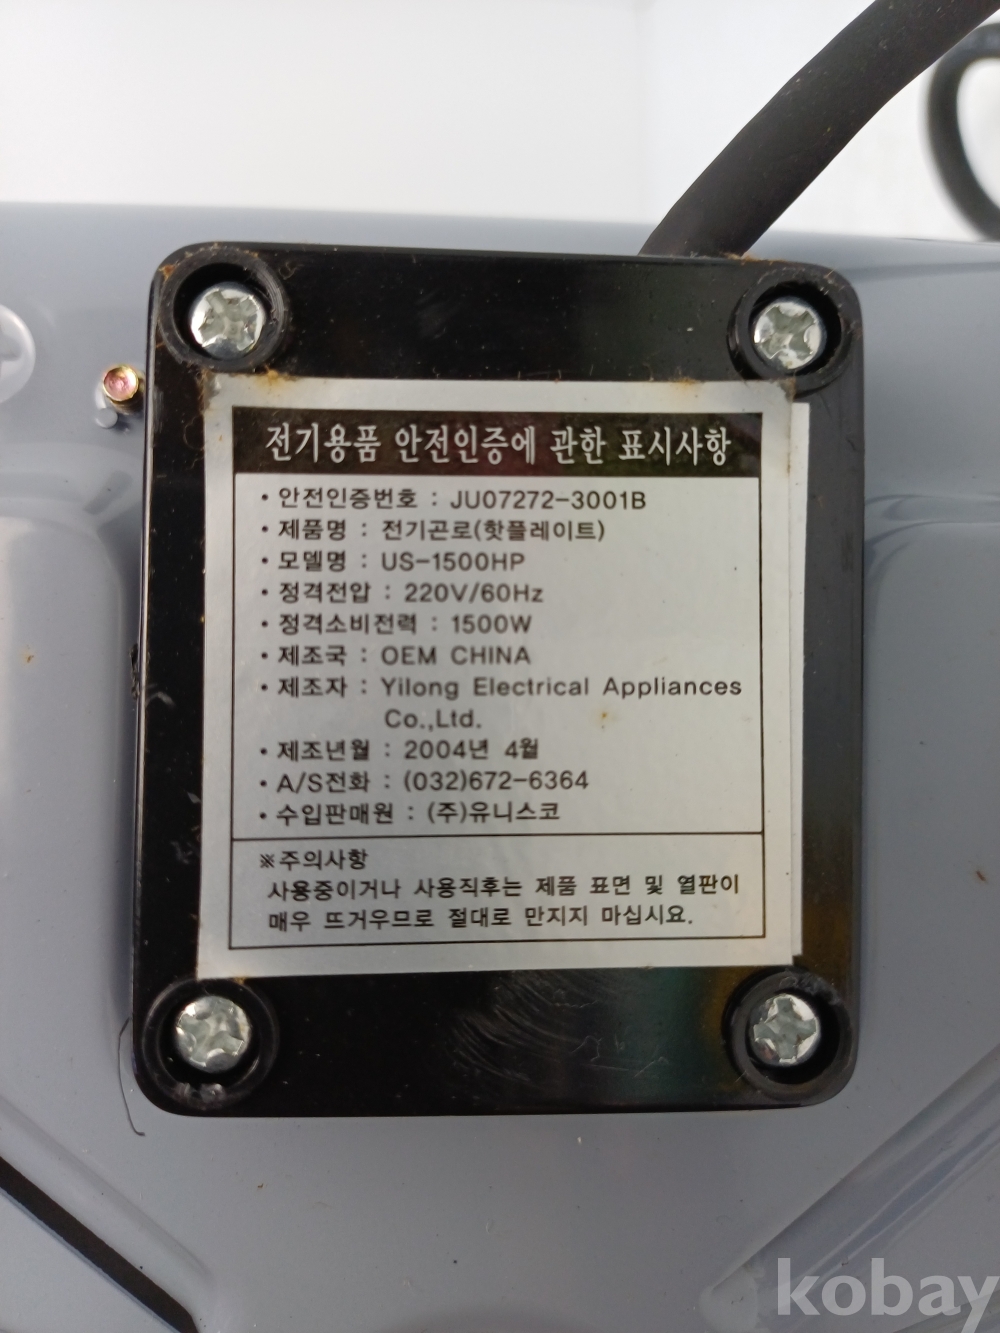 전기용품 안전인증에 관한 표시사항
• 안전인증번호 : JU07272-3001B
• 제품명 : 전기곤로(핫플레이트)
• 모델명 : US-1500HP
• 정격전압 : 220V/60Hz
• 정격소비전력 : 1500W
• 제조국 : OEM CHINA
• 제조자 : Yilong Electrical Appliances
Co.,Ltd.
• 제조년월 : 2004년 4월
• A/S전화 : (032)672-6364
• 수입판매원 : (주)유니스코
※주의사항
사용중이거나 사용직후는 제품 표면 및 열판이
매우 뜨거우므로 절대로 만지지 마십시요.
kobay